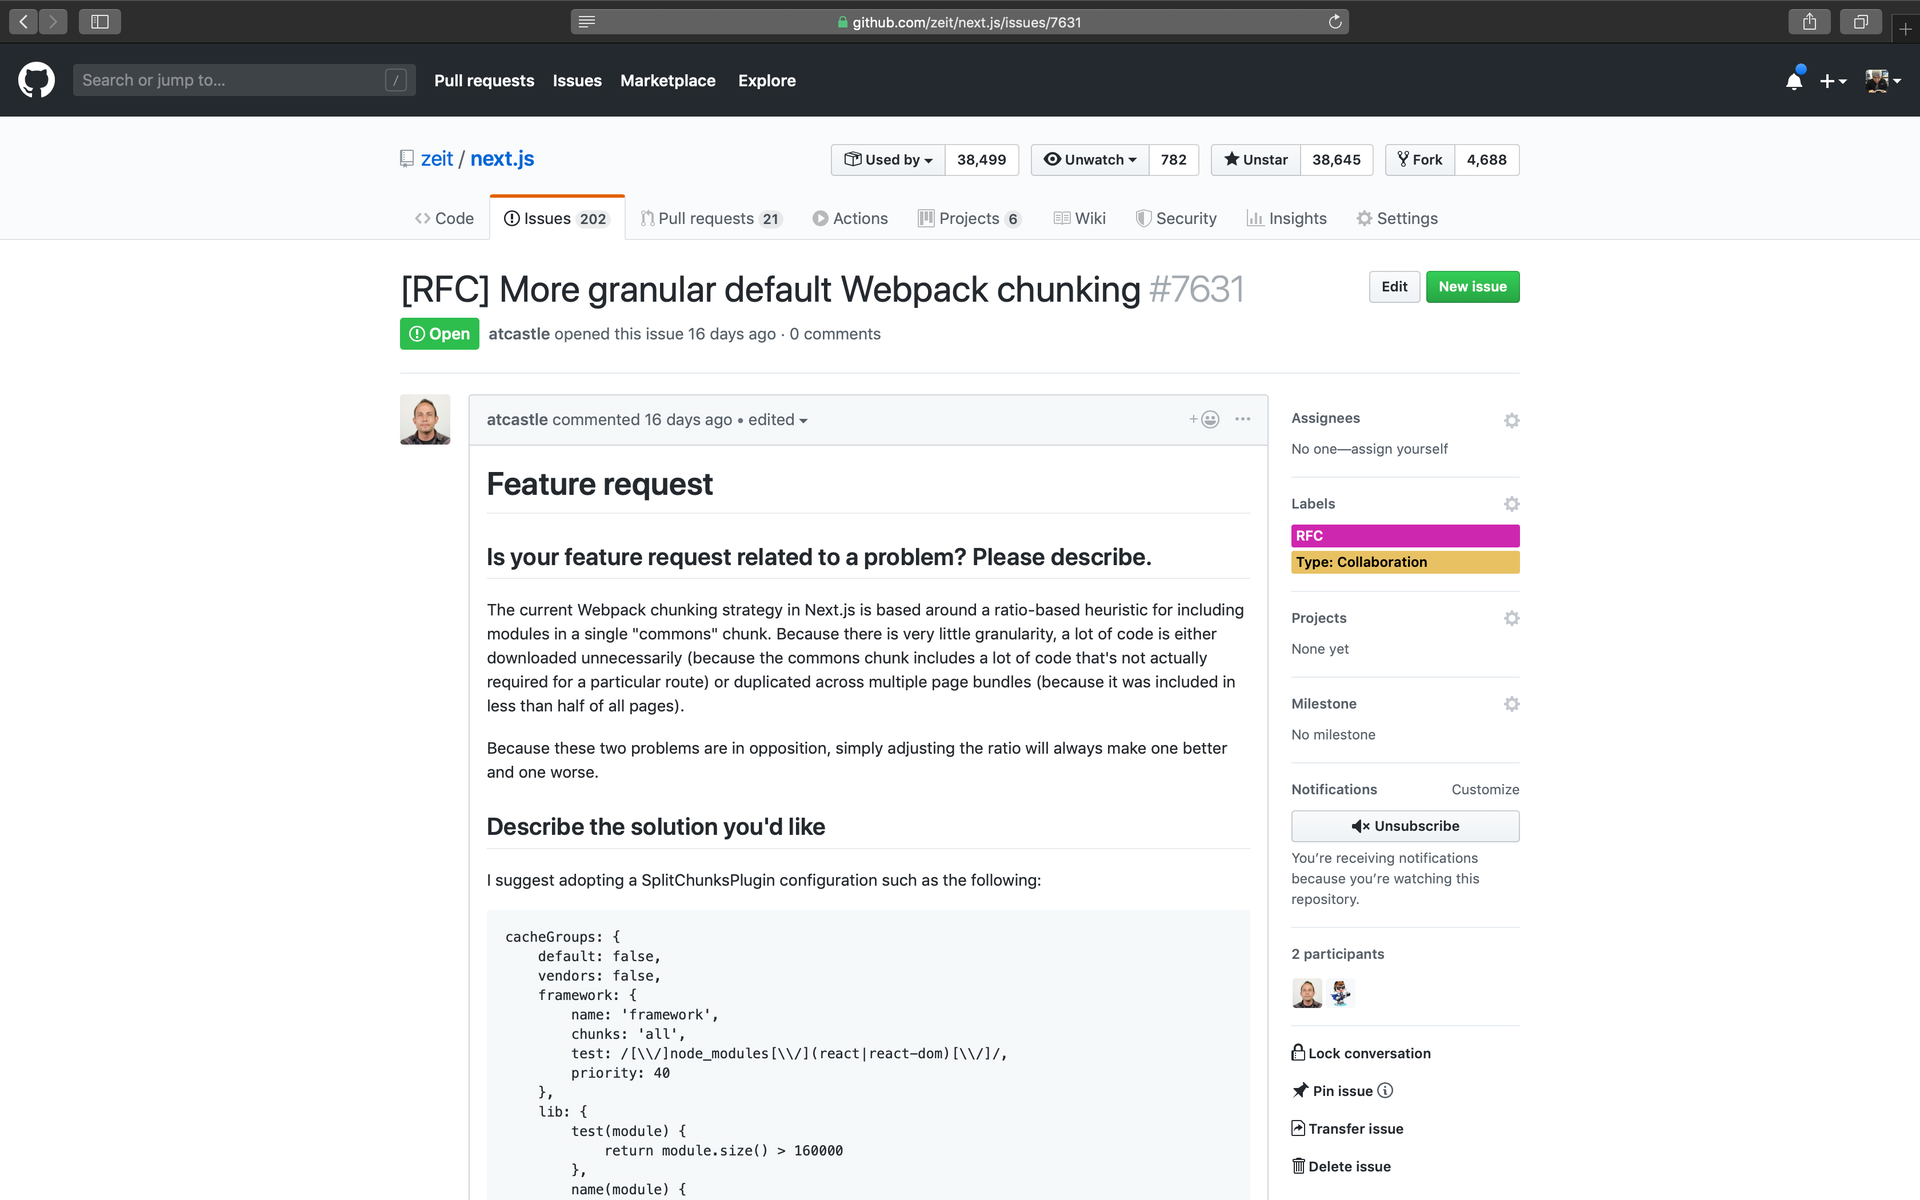 github.com/zeit/next.js/issues/7631
Search or jump to... /
Pull requests Issues Marketplace Explore
zeit / next.js
Used by 38,499 Unwatch 782 Unstar 38,645 Fork 4,688
Code Issues 202 Pull requests 21 Actions Projects 6 Wiki Security Insights Settings
[RFC] More granular default Webpack chunking #7631
Edit New issue
Open atcastle opened this issue 16 days ago · 0 comments
atcastle commented 16 days ago • edited
Feature request
Is your feature request related to a problem? Please describe.
The current Webpack chunking strategy in Next.js is based around a ratio-based heuristic for including
modules in a single "commons" chunk. Because there is very little granularity, a lot of code is either
downloaded unnecessarily (because the commons chunk includes a lot of code that's not actually
required for a particular route) or duplicated across multiple page bundles (because it was included in
less than half of all pages).
Because these two problems are in opposition, simply adjusting the ratio will always make one better
and one worse.
Describe the solution you'd like
I suggest adopting a SplitChunksPlugin configuration such as the following:
cacheGroups: {
    default: false,
    vendors: false,
    framework: {
        name: 'framework',
        chunks: 'all',
        test: /[\\/]node_modules[\\/](react|react-dom)[\\/]/,
        priority: 40
    },
    lib: {
        test(module) {
            return module.size() > 160000
        },
        name(module) {
Assignees
No one—assign yourself
Labels
RFC
Type: Collaboration
Projects
None yet
Milestone
No milestone
Notifications Customize
Unsubscribe
You’re receiving notifications
because you’re watching this
repository.
2 participants
Lock conversation
Pin issue
Transfer issue
Delete issue